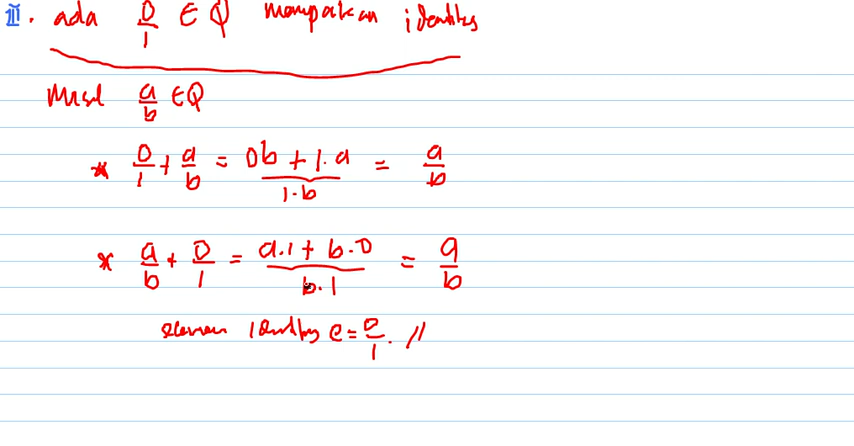 II. ada 0/1 ∈ Q merupakan identitas
Misal a/b ∈ Q
* 0/1 + a/b = 0b + 1.a / 1.b = a/b
* a/b + 0/1 = a.1 + b.0 / b.1 = a/b
elemen identitas e = 0/1 . //